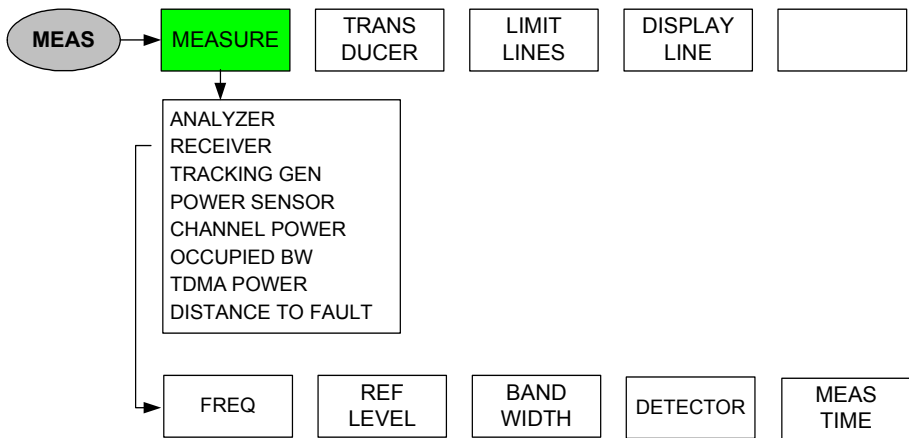 MEAS
MEASURE
TRANS
DUCER
LIMIT
LINES
DISPLAY
LINE
ANALYZER
RECEIVER
TRACKING GEN
POWER SENSOR
CHANNEL POWER
OCCUPIED BW
TDMA POWER
DISTANCE TO FAULT
FREQ
REF
LEVEL
BAND
WIDTH
DETECTOR
MEAS
TIME